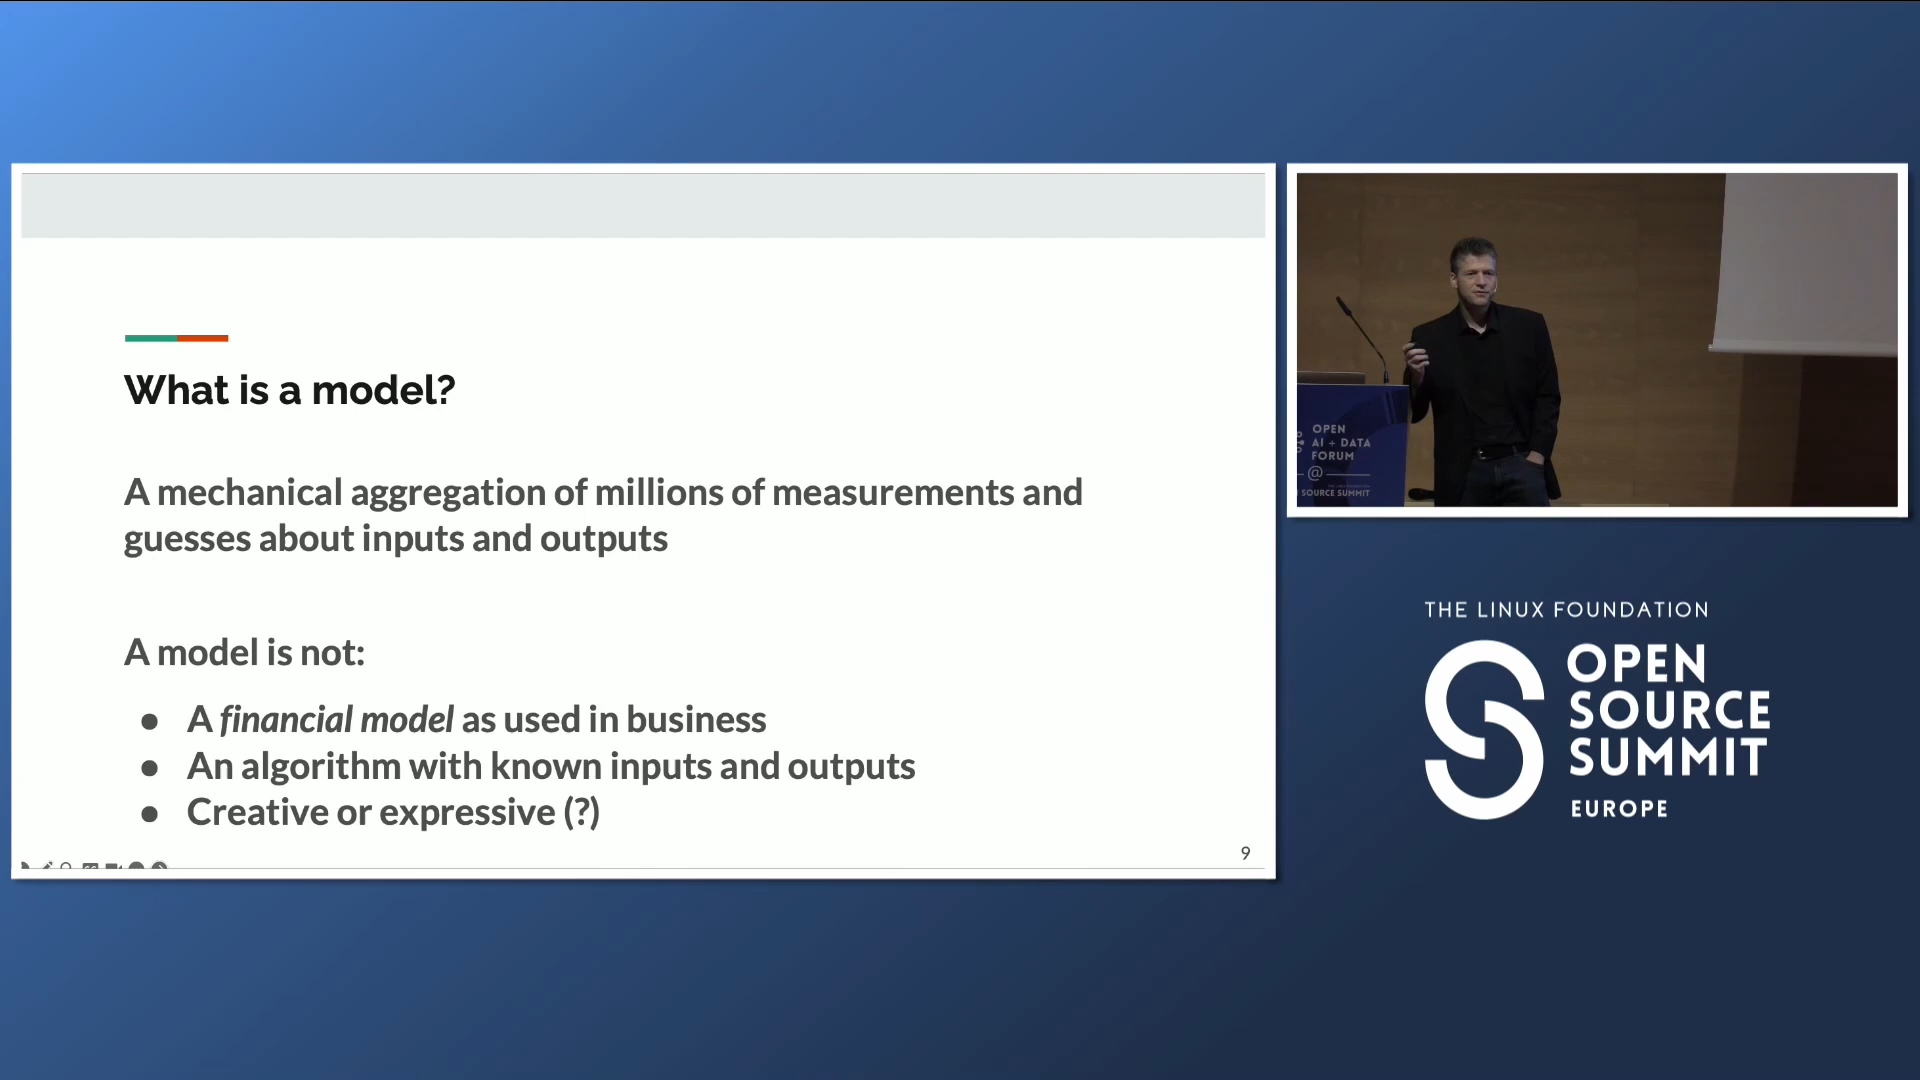 What is a model?
A mechanical aggregation of millions of measurements and
guesses about inputs and outputs
A model is not:
● A financial model as used in business
● An algorithm with known inputs and outputs
● Creative or expressive (?)
9
OPEN
AI + DATA
FORUM
@
SOURCE SUMMIT
THE LINUX FOUNDATION
OPEN
SOURCE
SUMMIT
EUROPE